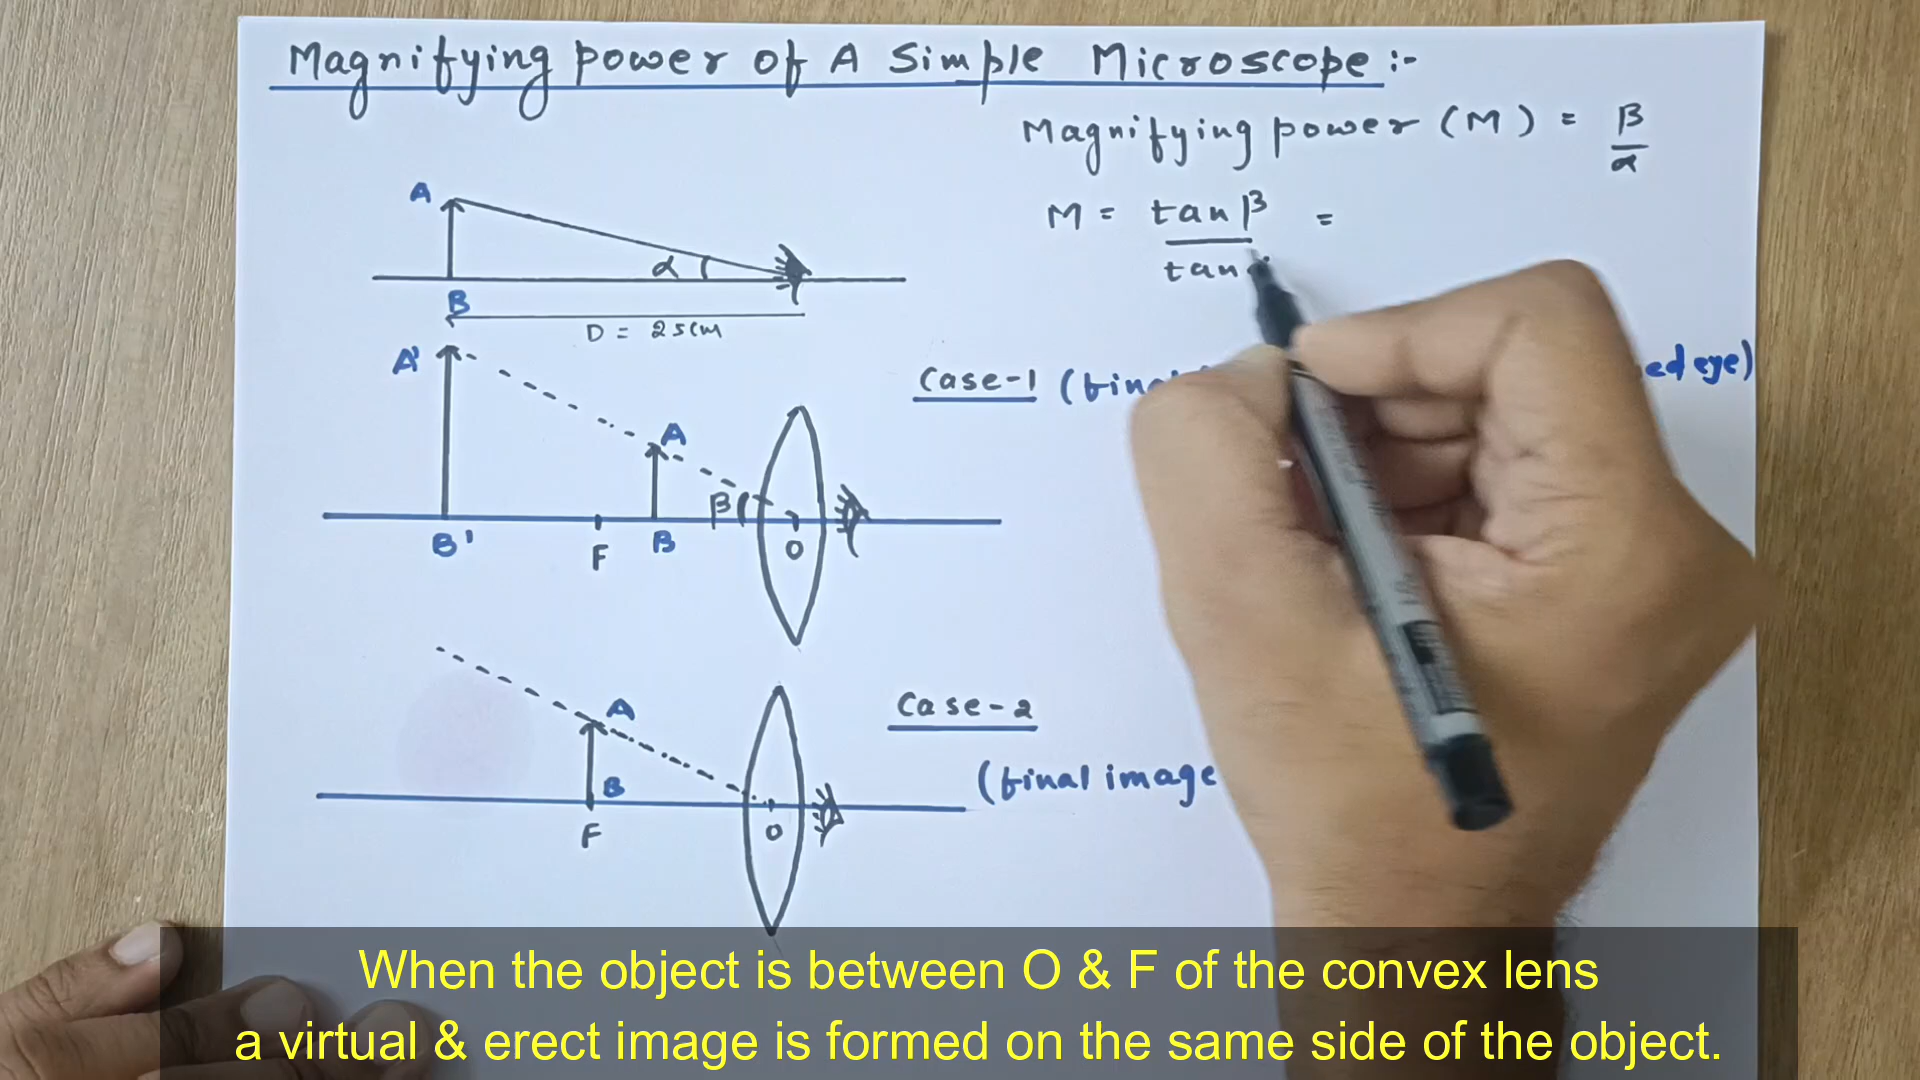 Magnifying power of A Simple Microscope :-
Magnifying power (M) = β
α
M = tan β =
tan
A
α
B
D = 25cm
A'
A
β
B'
F
B
O
Case-1 (final
ed eye)
A
B
F
O
Case-2
(final image
When the object is between O & F of the convex lens
a virtual & erect image is formed on the same side of the object.